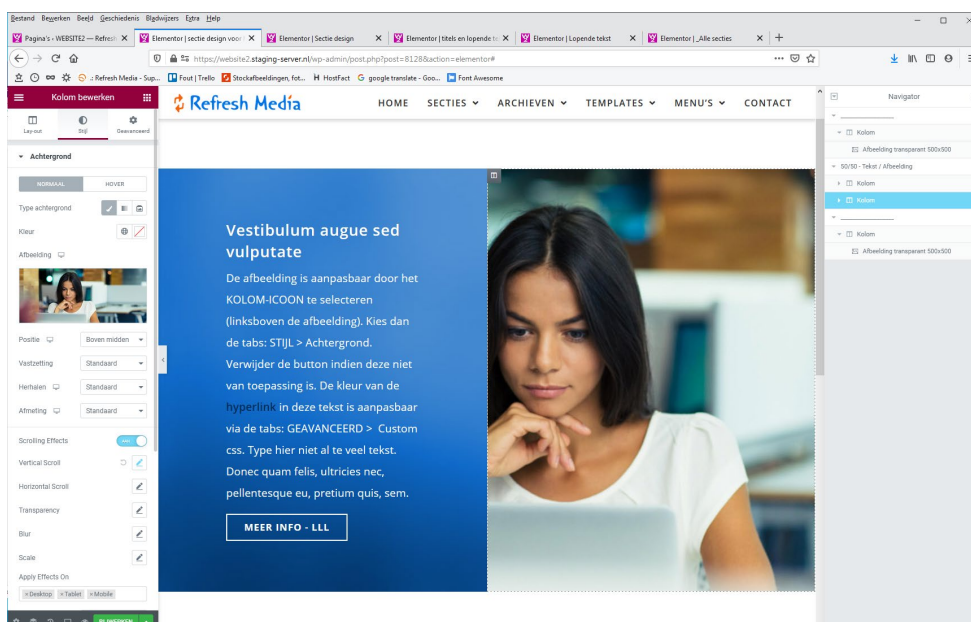 Bestand Bewerken Beeld Geschiedenis Bladwijzers Extra Help
Pagina's ‹ WEBSITE2 — Refresh
Elementor | sectie design voor
Elementor | Sectie design
Elementor | titels en lopende t
Elementor | Lopende tekst
Elementor | _Alle secties
https://website2.staging-server.nl/wp-admin/post.php?post=8128&action=elementor#
.: Refresh Media - Sup...
Fout | Trello
Stockafbeeldingen, fot...
HostFact
google translate - Goo...
Font Awesome
Kolom bewerken
Lay-out
Stijl
Geavanceerd
Achtergrond
NORMAAL
HOVER
Type achtergrond
Kleur
Afbeelding
Positie
Boven midden
Vastzetting
Standaard
Herhalen
Standaard
Afmeting
Standaard
Scrolling Effects
Vertical Scroll
Horizontal Scroll
Transparency
Blur
Scale
Apply Effects On
×Desktop ×Tablet ×Mobile
Refresh Media
HOME SECTIES ARCHIEVEN TEMPLATES MENU'S CONTACT
Vestibulum augue sed
vulputate
De afbeelding is aanpasbaar door het
KOLOM-ICOON te selecteren
(linksboven de afbeelding). Kies dan
de tabs: STIJL > Achtergrond.
Verwijder de button indien deze niet
van toepassing is. De kleur van de
hyperlink in deze tekst is aanpasbaar
via de tabs: GEAVANCEERD > Custom
css. Type hier niet al te veel tekst.
Donec quam felis, ultricies nec,
pellentesque eu, pretium quis, sem.
MEER INFO - LLL
Navigator
Kolom
Afbeelding transparant 500x500
50/50 - Tekst / Afbeelding
Kolom
Kolom
Kolom
Afbeelding transparant 500x500